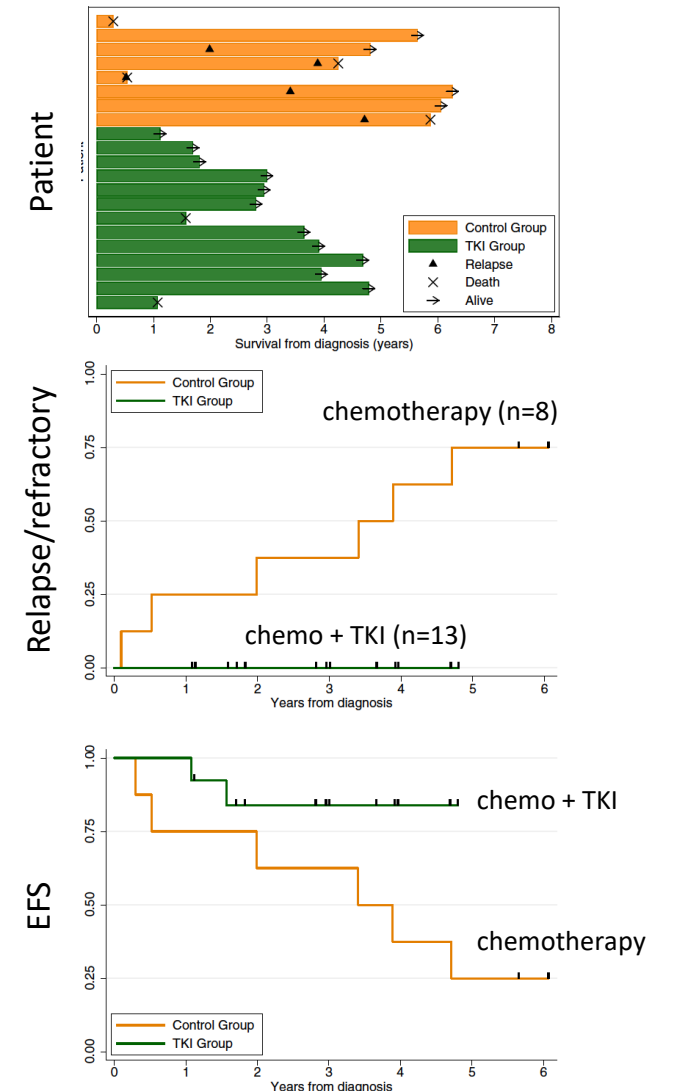 Patient
Control Group
TKI Group
Relapse
Death
Alive
0 1 2 3 4 5 6 7 8
Survival from diagnosis (years)
Relapse/refractory
1.00
0.75
0.50
0.25
0.00
Control Group
TKI Group
chemotherapy (n=8)
chemo + TKI (n=13)
0 1 2 3 4 5 6
Years from diagnosis
EFS
1.00
0.75
0.50
0.25
0.00
chemo + TKI
chemotherapy
Control Group
TKI Group
0 1 2 3 4 5 6
Years from diagnosis